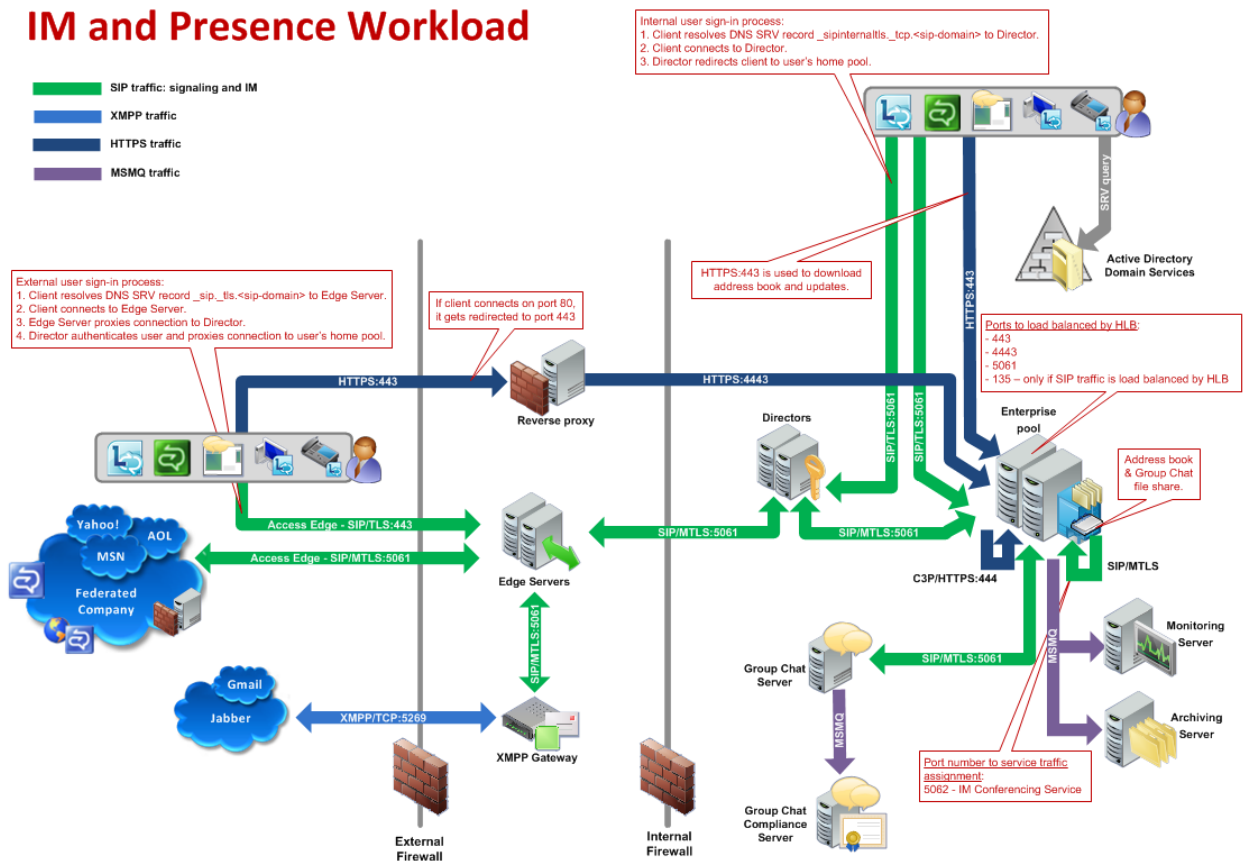 IM and Presence Workload
SIP traffic: signaling and IM
XMPP traffic
HTTPS traffic
MSMQ traffic
Internal user sign-in process:
1. Client resolves DNS SRV record _sipinternaltls._tcp.<sip-domain> to Director.
2. Client connects to Director.
3. Director redirects client to user's home pool.
SRV query
Active Directory
Domain Services
HTTPS:443 is used to download
address book and updates.
HTTPS:443
External user sign-in process:
1. Client resolves DNS SRV record _sip._tls.<sip-domain> to Edge Server.
2. Client connects to Edge Server.
3. Edge Server proxies connection to Director.
4. Director authenticates user and proxies connection to user's home pool.
If client connects on port 80,
it gets redirected to port 443
Ports to load balanced by HLB:
- 443
- 4443
- 5061
- 135 – only if SIP traffic is load balanced by HLB
HTTPS:443
Reverse proxy
HTTPS:4443
SIP/TLS:5061
SIP/TLS:5061
Directors
Enterprise
pool
Address book
& Group Chat
file share.
Access Edge - SIP/TLS:443
Access Edge - SIP/MTLS:5061
Edge Servers
SIP/MTLS:5061
SIP/MTLS:5061
C3P/HTTPS:444
SIP/MTLS
Yahoo!
AOL
MSN
Federated
Company
SIP/MTLS:5061
Gmail
Jabber
XMPP/TCP:5269
XMPP Gateway
Group Chat
Server
SIP/MTLS:5061
MSMQ
Monitoring
Server
Archiving
Server
MSMQ
Port number to service traffic
assignment:
5062 - IM Conferencing Service
Group Chat
Compliance
Server
External
Firewall
Internal
Firewall